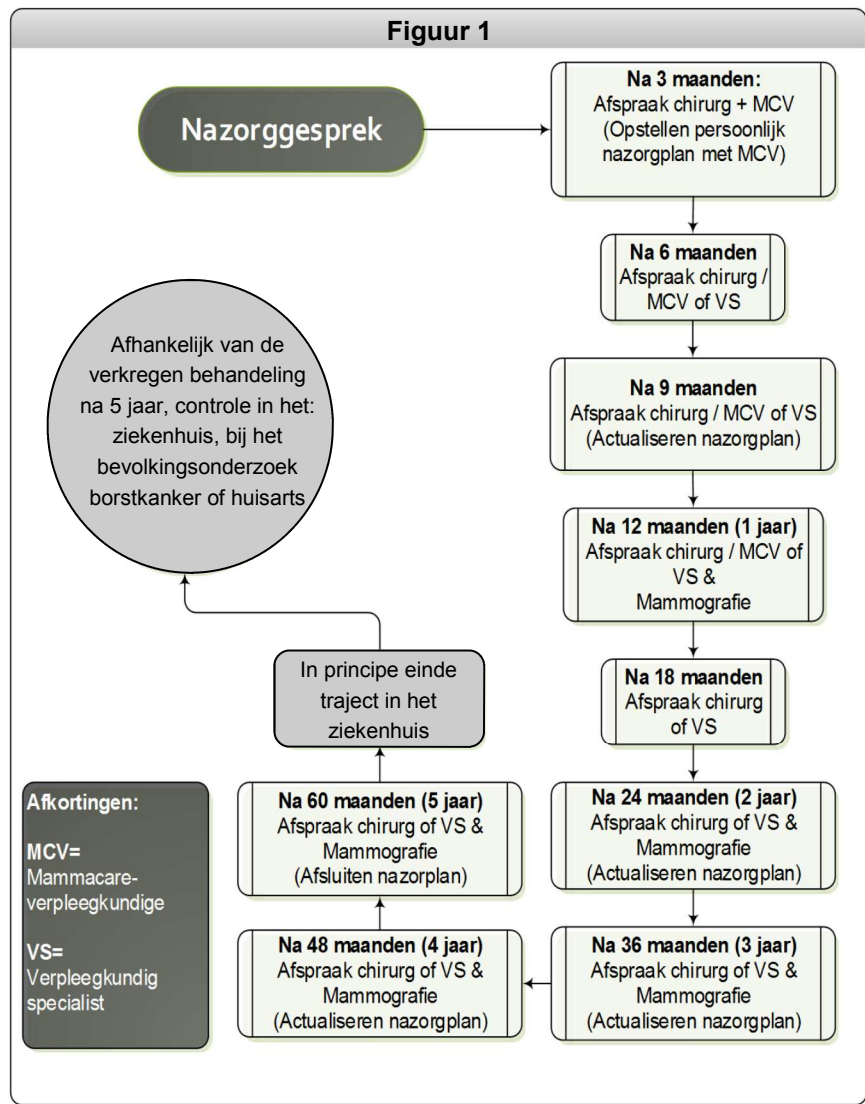 Figuur 1
Nazorggesprek
Na 3 maanden:
Afspraak chirurg + MCV
(Opstellen persoonlijk
nazorgplan met MCV)
Na 6 maanden
Afspraak chirurg /
MCV of VS
Na 9 maanden
Afspraak chirurg / MCV of VS
(Actualiseren nazorgplan)
Na 12 maanden (1 jaar)
Afspraak chirurg / MCV of
VS &
Mammografie
Na 18 maanden
Afspraak chirurg
of VS
Na 24 maanden (2 jaar)
Afspraak chirurg of VS &
Mammografie
(Actualiseren nazorgplan)
Na 36 maanden (3 jaar)
Afspraak chirurg of VS &
Mammografie
(Actualiseren nazorgplan)
Na 48 maanden (4 jaar)
Afspraak chirurg of VS &
Mammografie
(Actualiseren nazorgplan)
Na 60 maanden (5 jaar)
Afspraak chirurg of VS &
Mammografie
(Afsluiten nazorplan)
In principe einde
traject in het
ziekenhuis
Afhankelijk van de
verkregen behandeling
na 5 jaar, controle in het:
ziekenhuis, bij het
bevolkingsonderzoek
borstkanker of huisarts
Afkortingen:
MCV=
Mammacare-
verpleegkundige
VS=
Verpleegkundig
specialist